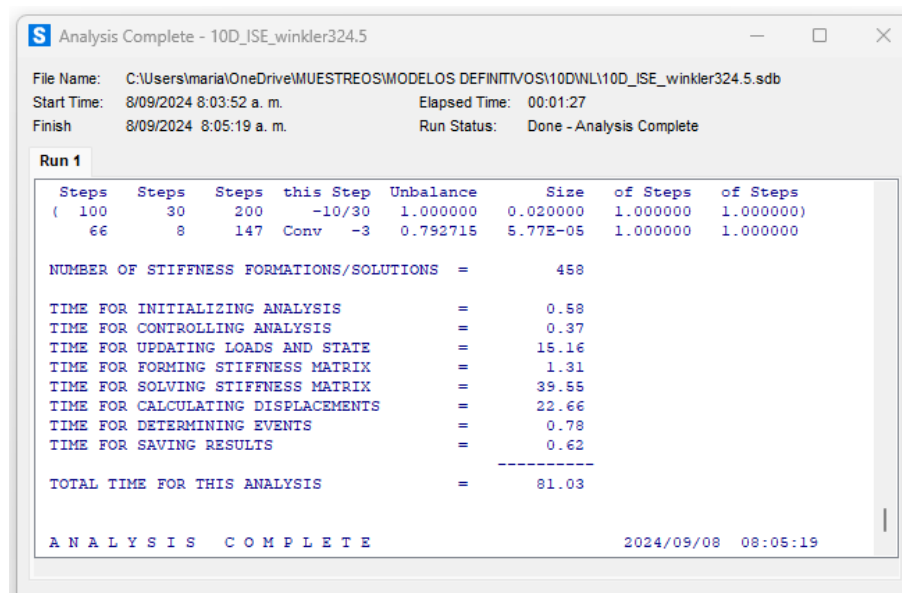 S Analysis Complete - 10D_ISE_winkler324.5
File Name: C:\Users\maria\OneDrive\MUESTREOS\MODELOS DEFINITIVOS\10D\NL\10D_ISE_winkler324.5.sdb
Start Time: 8/09/2024 8:03:52 a. m. Elapsed Time: 00:01:27
Finish 8/09/2024 8:05:19 a. m. Run Status: Done - Analysis Complete
Run 1
Steps Steps Steps this Step Unbalance Size of Steps of Steps
( 100 30 200 -10/30 1.000000 0.020000 1.000000 1.000000)
66 8 147 Conv -3 0.792715 5.77E-05 1.000000 1.000000
NUMBER OF STIFFNESS FORMATIONS/SOLUTIONS = 458
TIME FOR INITIALIZING ANALYSIS = 0.58
TIME FOR CONTROLLING ANALYSIS = 0.37
TIME FOR UPDATING LOADS AND STATE = 15.16
TIME FOR FORMING STIFFNESS MATRIX = 1.31
TIME FOR SOLVING STIFFNESS MATRIX = 39.55
TIME FOR CALCULATING DISPLACEMENTS = 22.66
TIME FOR DETERMINING EVENTS = 0.78
TIME FOR SAVING RESULTS = 0.62
----------
TOTAL TIME FOR THIS ANALYSIS = 81.03
A N A L Y S I S C O M P L E T E 2024/09/08 08:05:19